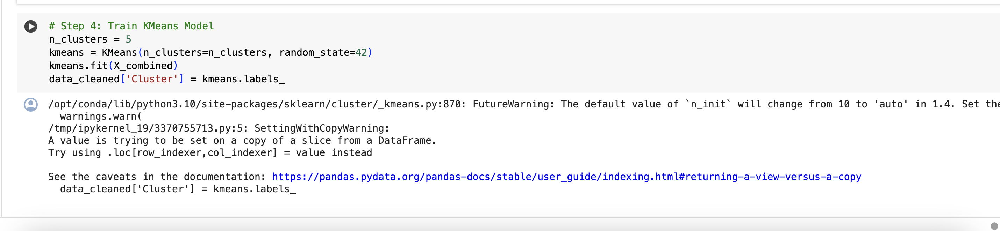 # Step 4: Train KMeans Model
n_clusters = 5
kmeans = KMeans(n_clusters=n_clusters, random_state=42)
kmeans.fit(X_combined)
data_cleaned['Cluster'] = kmeans.labels_
/opt/conda/lib/python3.10/site-packages/sklearn/cluster/_kmeans.py:870: FutureWarning: The default value of `n_init` will change from 10 to 'auto' in 1.4. Set the
  warnings.warn(
/tmp/ipykernel_19/3370755713.py:5: SettingWithCopyWarning:
A value is trying to be set on a copy of a slice from a DataFrame.
Try using .loc[row_indexer,col_indexer] = value instead
See the caveats in the documentation: https://pandas.pydata.org/pandas-docs/stable/user_guide/indexing.html#returning-a-view-versus-a-copy
  data_cleaned['Cluster'] = kmeans.labels_